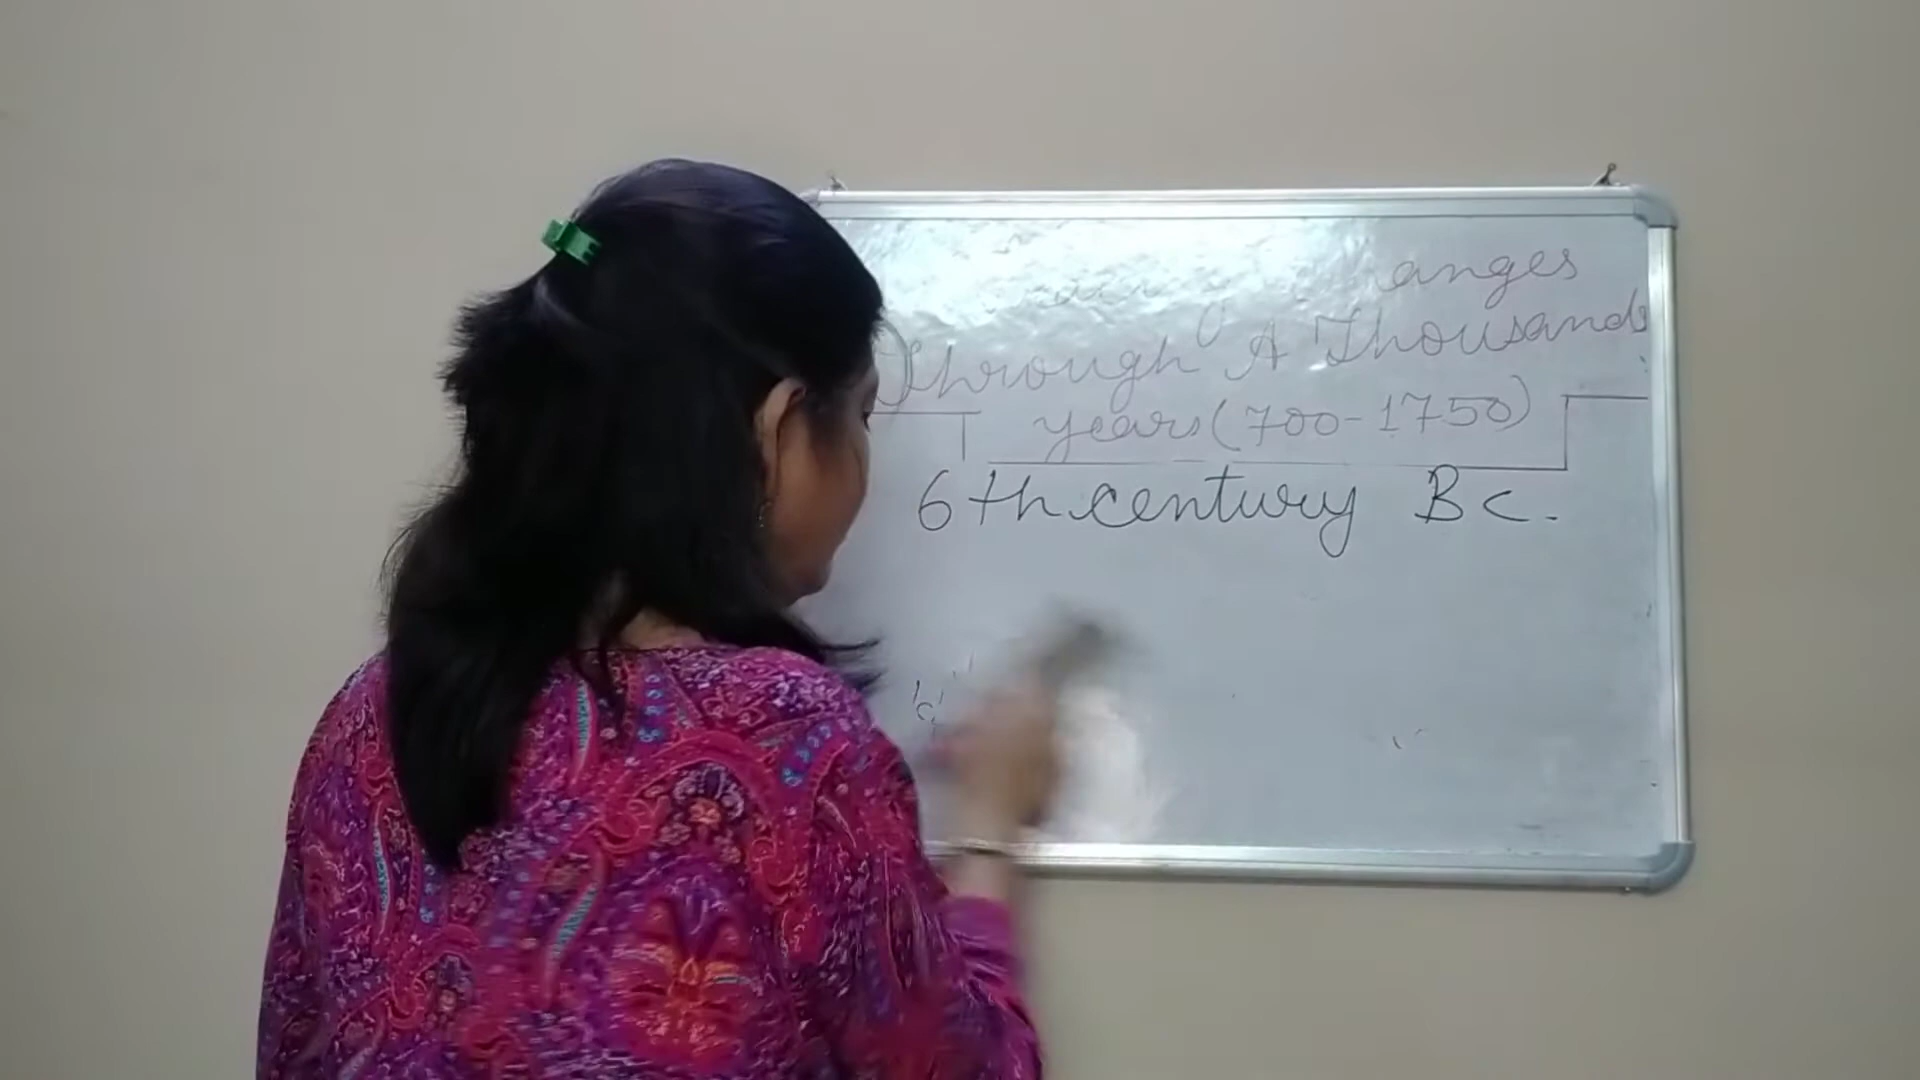 anges
Through A Thousand
years (700-1750)
6th century BC.